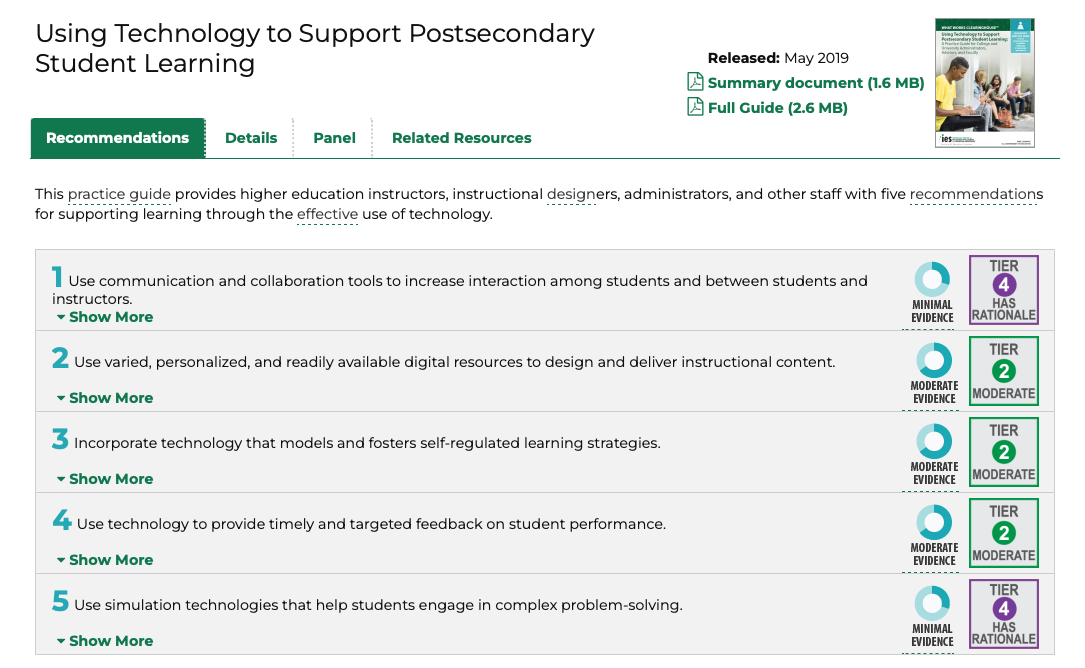 Using Technology to Support Postsecondary
Student Learning
Released: May 2019
Summary document (1.6 MB)
Full Guide (2.6 MB)
WHAT WORKS CLEARINGHOUSE
Using Technology to Support
Postsecondary Student Learning:
A Practice Guide for College and
University Administrators,
Advisors, and Faculty
ies
Recommendations
Details
Panel
Related Resources
This practice guide provides higher education instructors, instructional designers, administrators, and other staff with five recommendations
for supporting learning through the effective use of technology.
1 Use communication and collaboration tools to increase interaction among students and between students and
instructors.
Show More
MINIMAL
EVIDENCE
TIER
4
HAS
RATIONALE
2 Use varied, personalized, and readily available digital resources to design and deliver instructional content.
Show More
MODERATE
EVIDENCE
TIER
2
MODERATE
3 Incorporate technology that models and fosters self-regulated learning strategies.
Show More
MODERATE
EVIDENCE
TIER
2
MODERATE
4 Use technology to provide timely and targeted feedback on student performance.
Show More
MODERATE
EVIDENCE
TIER
2
MODERATE
5 Use simulation technologies that help students engage in complex problem-solving.
Show More
MINIMAL
EVIDENCE
TIER
4
HAS
RATIONALE